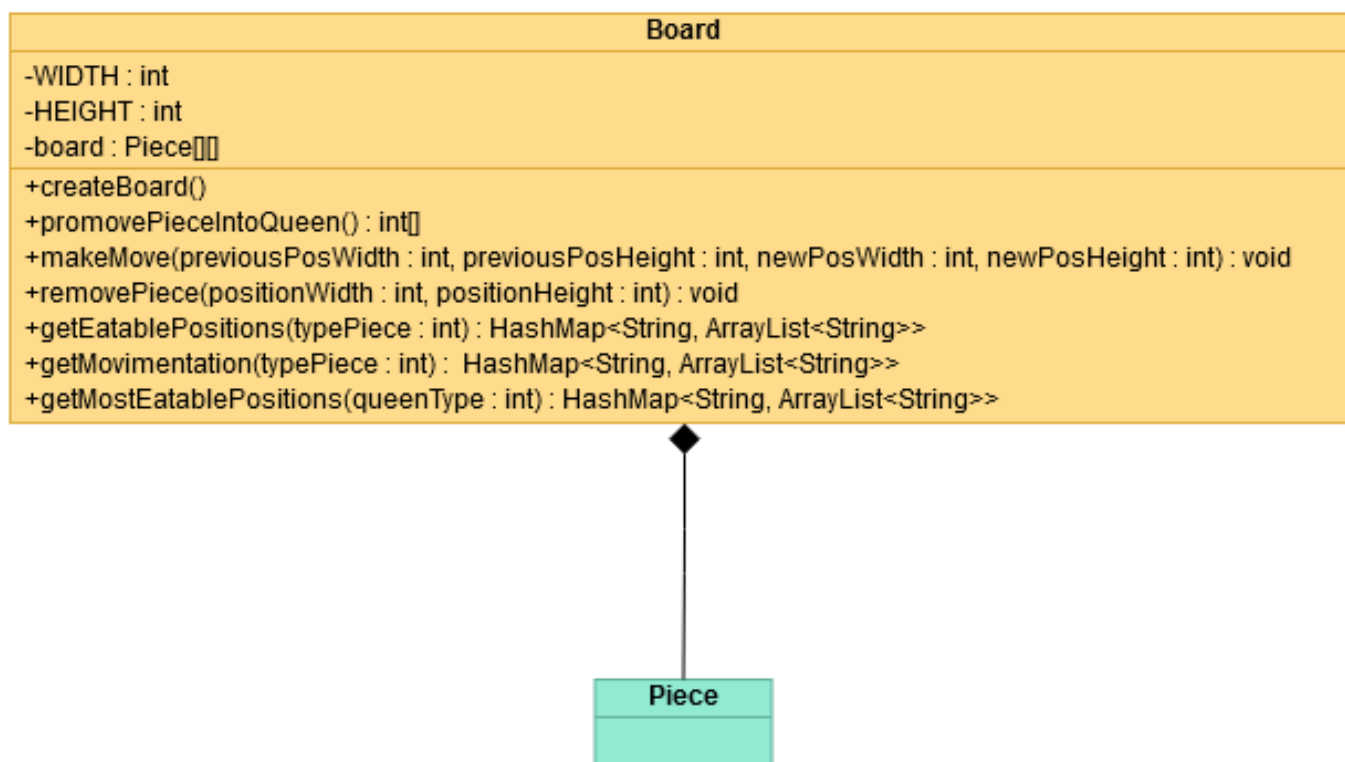 Board
-WIDTH : int
-HEIGHT : int
-board : Piece[][]
+createBoard()
+promovePieceIntoQueen() : int[]
+makeMove(previousPosWidth : int, previousPosHeight : int, newPosWidth : int, newPosHeight : int) : void
+removePiece(positionWidth : int, positionHeight : int) : void
+getEatablePositions(typePiece : int) : HashMap<String, ArrayList<String>>
+getMovimentation(typePiece : int) :  HashMap<String, ArrayList<String>>
+getMostEatablePositions(queenType : int) : HashMap<String, ArrayList<String>>
Piece